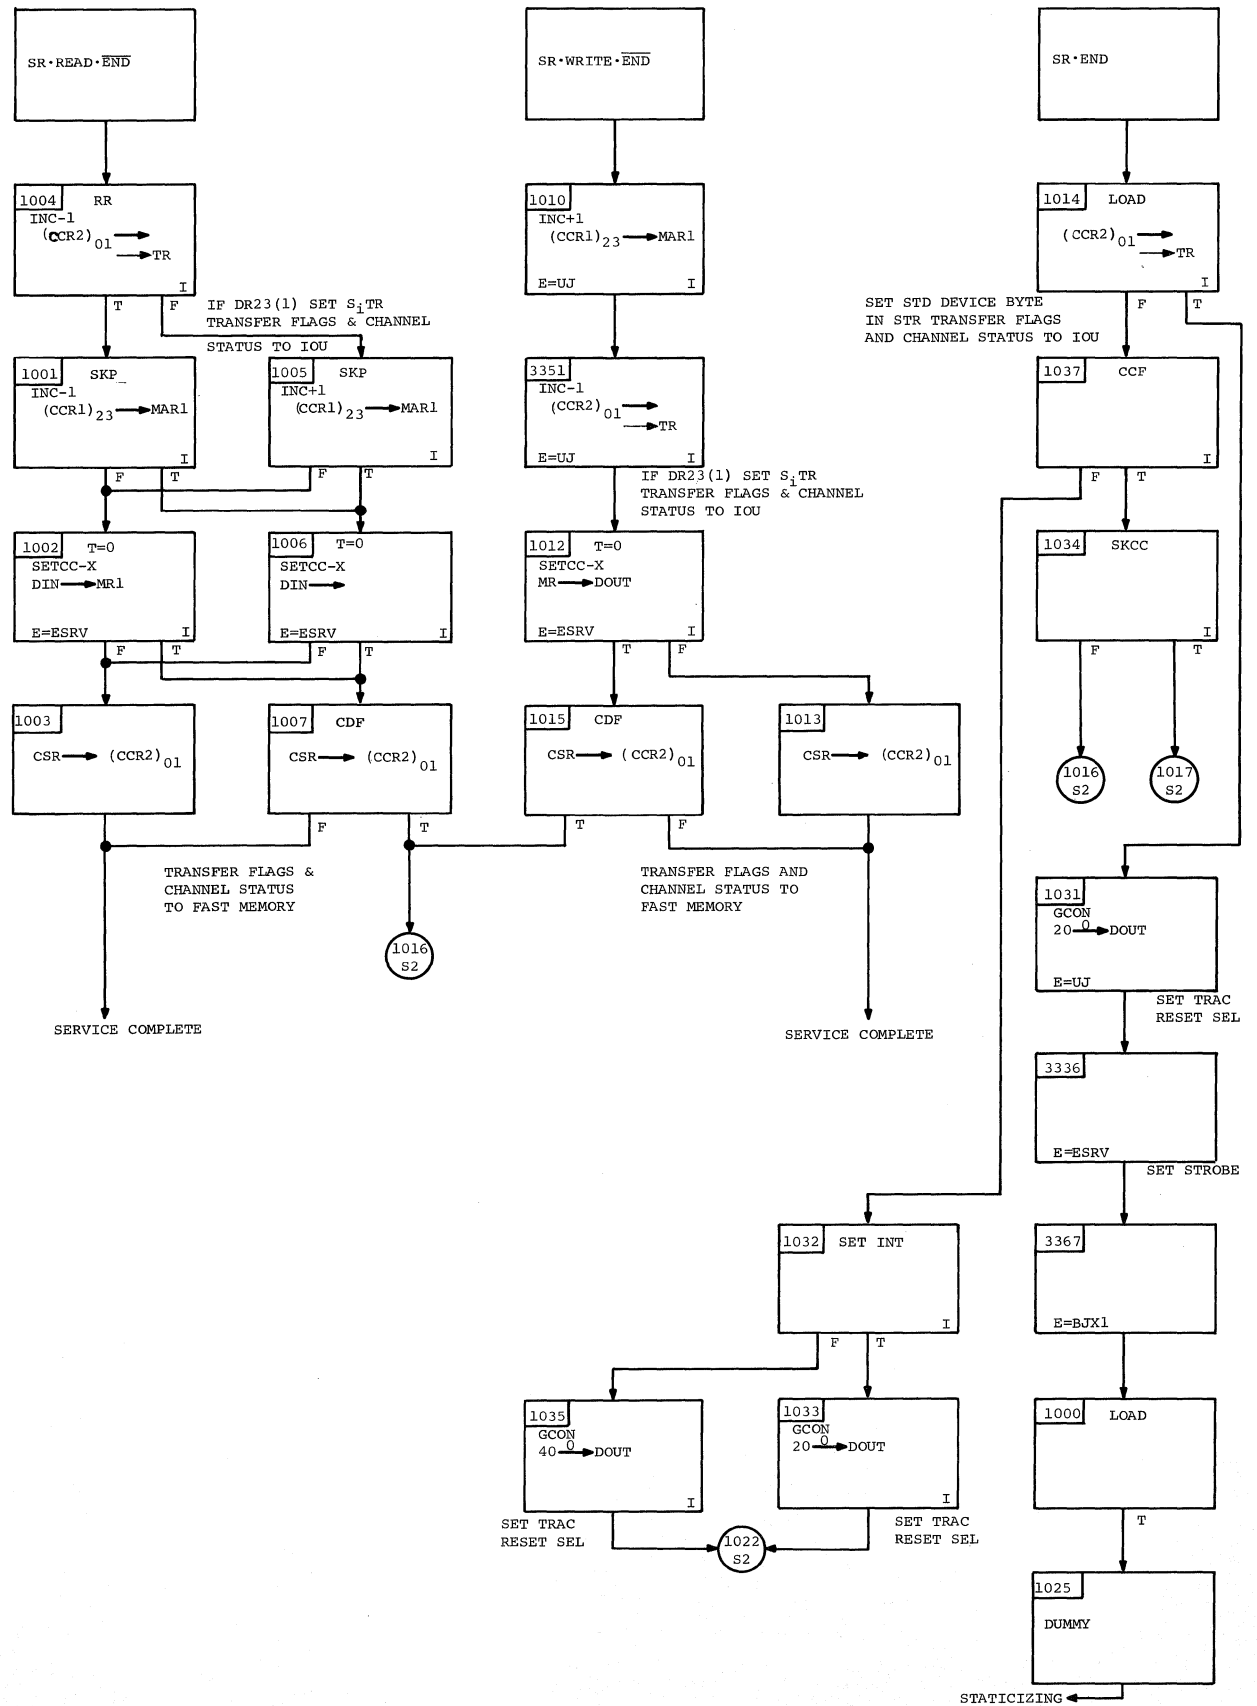 SR·READ·END
SR·WRITE·END
SR·END
1004 RR
INC-1
(CCR2)01
TR
I
T F
IF DR23(1) SET SiTR
TRANSFER FLAGS & CHANNEL
STATUS TO IOU
1010
INC+1
(CCR1)23 → MAR1
E=UJ I
1014 LOAD
(CCR2)01 →
→ TR
I
F T
SET STD DEVICE BYTE
IN STR TRANSFER FLAGS
AND CHANNEL STATUS TO IOU
1001 SKP
INC-1
(CCR1)23 → MAR1
I
F T
1005 SKP
INC+1
(CCR1)23 → MAR1
I
F T
3351
INC-1
(CCR2)01 →
→ TR
E=UJ I
IF DR23(1) SET SiTR
TRANSFER FLAGS & CHANNEL
STATUS TO IOU
1037 CCF
I
F T
1002 T=0
SETCC-X
DIN → MR1
E=ESRV I
F T
1006 T=0
SETCC-X
DIN →
E=ESRV I
F T
1012 T=0
SETCC-X
MR → DOUT
E=ESRV I
T F
1034 SKCC
I
F T
1003
CSR → (CCR2)01
1007 CDF
CSR → (CCR2)01
F T
1015 CDF
CSR → (CCR2)01
T F
1013
CSR → (CCR2)01
1016
S2
1017
S2
TRANSFER FLAGS &
CHANNEL STATUS
TO FAST MEMORY
TRANSFER FLAGS AND
CHANNEL STATUS TO
FAST MEMORY
1016
S2
SERVICE COMPLETE
SERVICE COMPLETE
1031
GCON
20 0→ DOUT
E=UJ
SET TRAC
RESET SEL
3336
E=ESRV
SET STROBE
1032 SET INT
I
F T
3367
E=BJX1
1035
GCON
40 0→ DOUT
I
SET TRAC
RESET SEL
1033
GCON
20 0→ DOUT
I
SET TRAC
RESET SEL
1022
S2
1000 LOAD
T
1025
DUMMY
STATICIZING